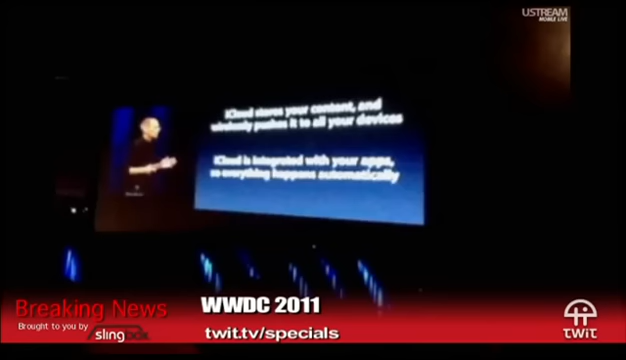 USTREAM
MOBILE LIVE
iCloud stores your content, and
wirelessly pushes it to all your devices
iCloud is integrated with your apps,
so everything happens automatically
Breaking News
WWDC 2011
Brought to you by slingbox
twit.tv/specials
TWiT